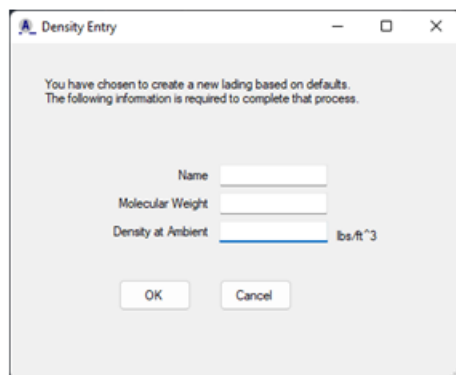 Density Entry
You have chosen to create a new lading based on defaults.
The following information is required to complete that process.
Name
Molecular Weight
Density at Ambient lbs/ft^3
OK Cancel